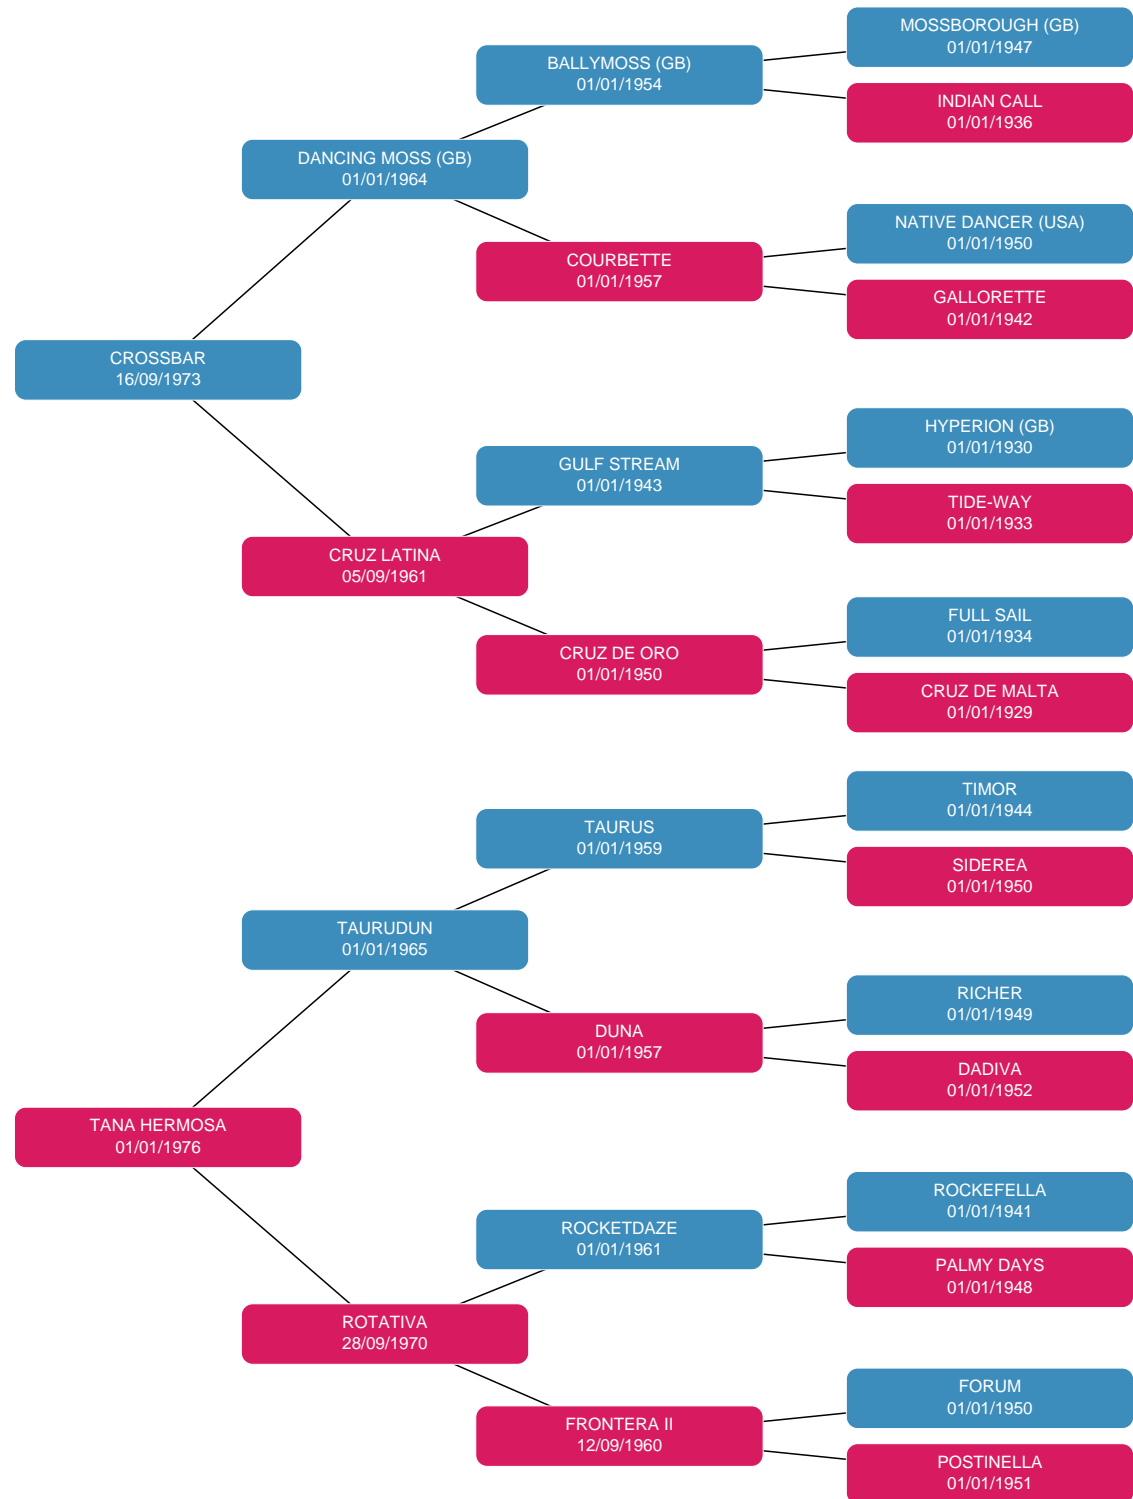 MOSSBOROUGH (GB)
01/01/1947
BALLYMOSS (GB)
01/01/1954
INDIAN CALL
01/01/1936
DANCING MOSS (GB)
01/01/1964
NATIVE DANCER (USA)
01/01/1950
COURBETTE
01/01/1957
GALLORETTE
01/01/1942
CROSSBAR
16/09/1973
HYPERION (GB)
01/01/1930
GULF STREAM
01/01/1943
TIDE-WAY
01/01/1933
CRUZ LATINA
05/09/1961
FULL SAIL
01/01/1934
CRUZ DE ORO
01/01/1950
CRUZ DE MALTA
01/01/1929
TIMOR
01/01/1944
TAURUS
01/01/1959
SIDEREA
01/01/1950
TAURUDUN
01/01/1965
RICHER
01/01/1949
DUNA
01/01/1957
DADIVA
01/01/1952
TANA HERMOSA
01/01/1976
ROCKEFELLA
01/01/1941
ROCKETDAZE
01/01/1961
PALMY DAYS
01/01/1948
ROTATIVA
28/09/1970
FORUM
01/01/1950
FRONTERA II
12/09/1960
POSTINELLA
01/01/1951